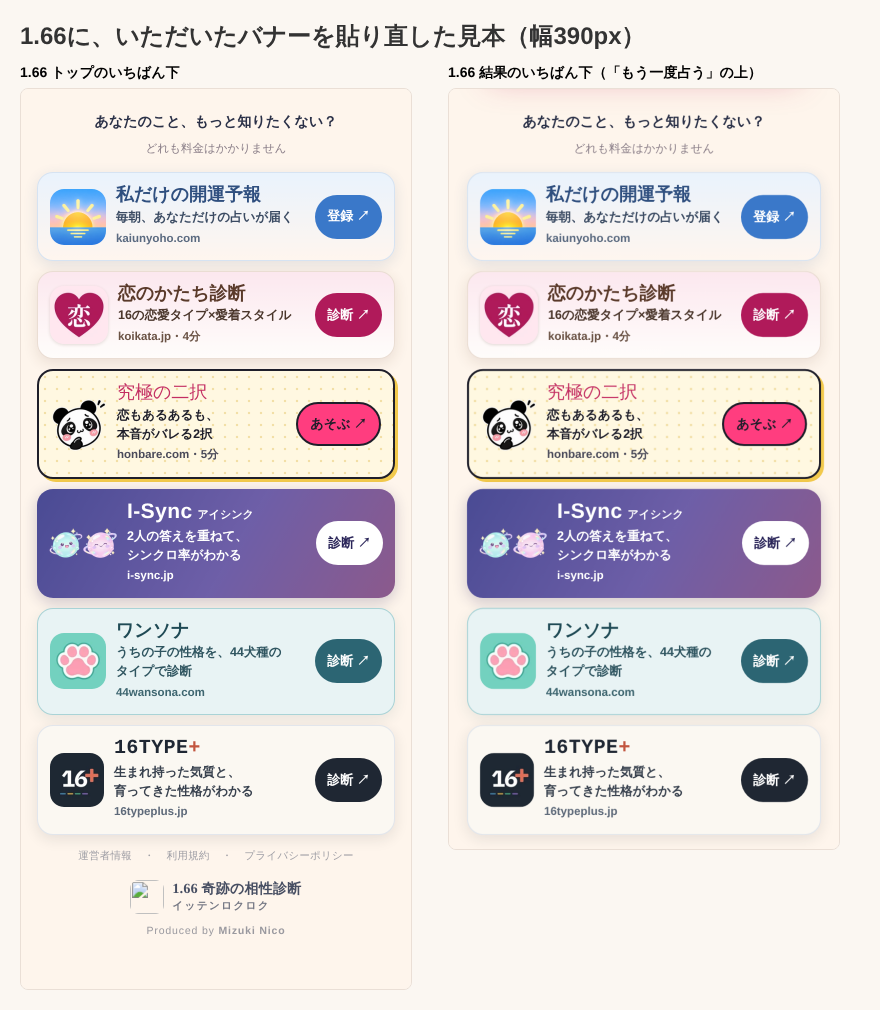 1.66に、いただいたバナーを貼り直した見本（幅390px）
1.66 トップのいちばん下
あなたのこと、もっと知りたくない？
どれも料金はかかりません
私だけの開運予報
毎朝、あなただけの占いが届く
kaiunyoho.com
登録 ↗
恋
恋のかたち診断
16の恋愛タイプ×愛着スタイル
koikata.jp・4分
診断 ↗
究極の二択
恋もあるあるも、
本音がバレる2択
honbare.com・5分
あそぶ ↗
I-Sync アイシンク
2人の答えを重ねて、
シンクロ率がわかる
i-sync.jp
診断 ↗
ワンソナ
うちの子の性格を、44犬種の
タイプで診断
44wansona.com
診断 ↗
16+
16TYPE+
生まれ持った気質と、
育ってきた性格がわかる
16typeplus.jp
診断 ↗
運営者情報 ・ 利用規約 ・ プライバシーポリシー
1.66 奇跡の相性診断
イッテンロクロク
Produced by Mizuki Nico
1.66 結果のいちばん下（「もう一度占う」の上）
あなたのこと、もっと知りたくない？
どれも料金はかかりません
私だけの開運予報
毎朝、あなただけの占いが届く
kaiunyoho.com
登録 ↗
恋
恋のかたち診断
16の恋愛タイプ×愛着スタイル
koikata.jp・4分
診断 ↗
究極の二択
恋もあるあるも、
本音がバレる2択
honbare.com・5分
あそぶ ↗
I-Sync アイシンク
2人の答えを重ねて、
シンクロ率がわかる
i-sync.jp
診断 ↗
ワンソナ
うちの子の性格を、44犬種の
タイプで診断
44wansona.com
診断 ↗
16+
16TYPE+
生まれ持った気質と、
育ってきた性格がわかる
16typeplus.jp
診断 ↗